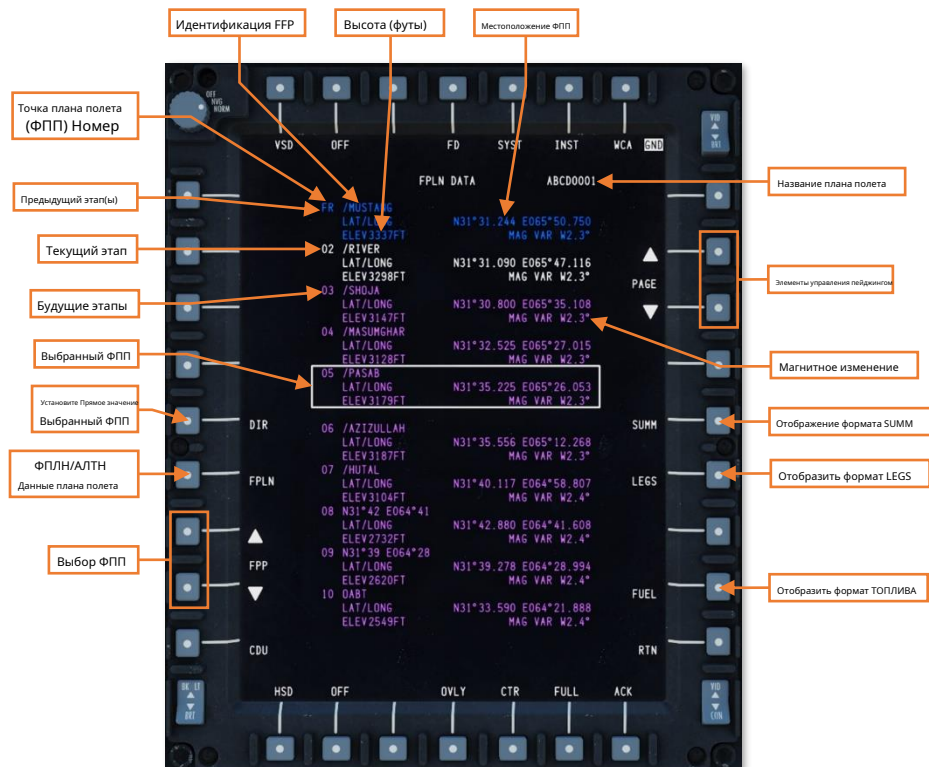 Идентификация FFP
Высота (футы)
Местоположение ФПП
Точка плана полета
(ФПП) Номер
Предыдущий этап(ы)
Текущий этап
Будущие этапы
Выбранный ФПП
Установите Прямое значение
Выбранный ФПП
ФПЛН/АЛТН
Данные плана полета
Выбор ФПП
Название плана полета
Элементы управления пейджингом
Магнитное изменение
Отображение формата SUMM
Отобразить формат LEGS
Отобразить формат ТОПЛИВА
OFF
NVG
NORM
VID
BRT
VSD OFF FD SYST INST WCA GND
FPLN DATA ABCD0001
FR /MUSTANG
LAT/LONG N31°31.244 E065°50.750
ELEV3337FT MAG VAR W2.3°
02 /RIVER
LAT/LONG N31°31.090 E065°47.116
ELEV3298FT MAG VAR W2.3°
PAGE
03 /SHOJA
LAT/LONG N31°30.800 E065°35.108
ELEV3147FT MAG VAR W2.3°
04 /MASUMGHAR
LAT/LONG N31°32.525 E065°27.015
ELEV3128FT MAG VAR W2.3°
05 /PASAB
LAT/LONG N31°35.225 E065°26.053
ELEV3179FT MAG VAR W2.3°
DIR SUMM
06 /AZIZULLAH
LAT/LONG N31°35.556 E065°12.268
ELEV3187FT MAG VAR W2.3°
07 /HUTAL
FPLN LEGS
LAT/LONG N31°40.117 E064°58.807
ELEV3104FT MAG VAR W2.4°
08 N31°42 E064°41
LAT/LONG N31°42.880 E064°41.608
ELEV2732FT MAG VAR W2.4°
09 N31°39 E064°28
FPP
LAT/LONG N31°39.278 E064°28.994
ELEV2620FT MAG VAR W2.4°
10 OABT
FUEL
LAT/LONG N31°33.590 E064°21.888
ELEV2549FT MAG VAR W2.4°
CDU RTN
BK LT
BRT
VID
CON
HSD OFF OVLY CTR FULL ACK